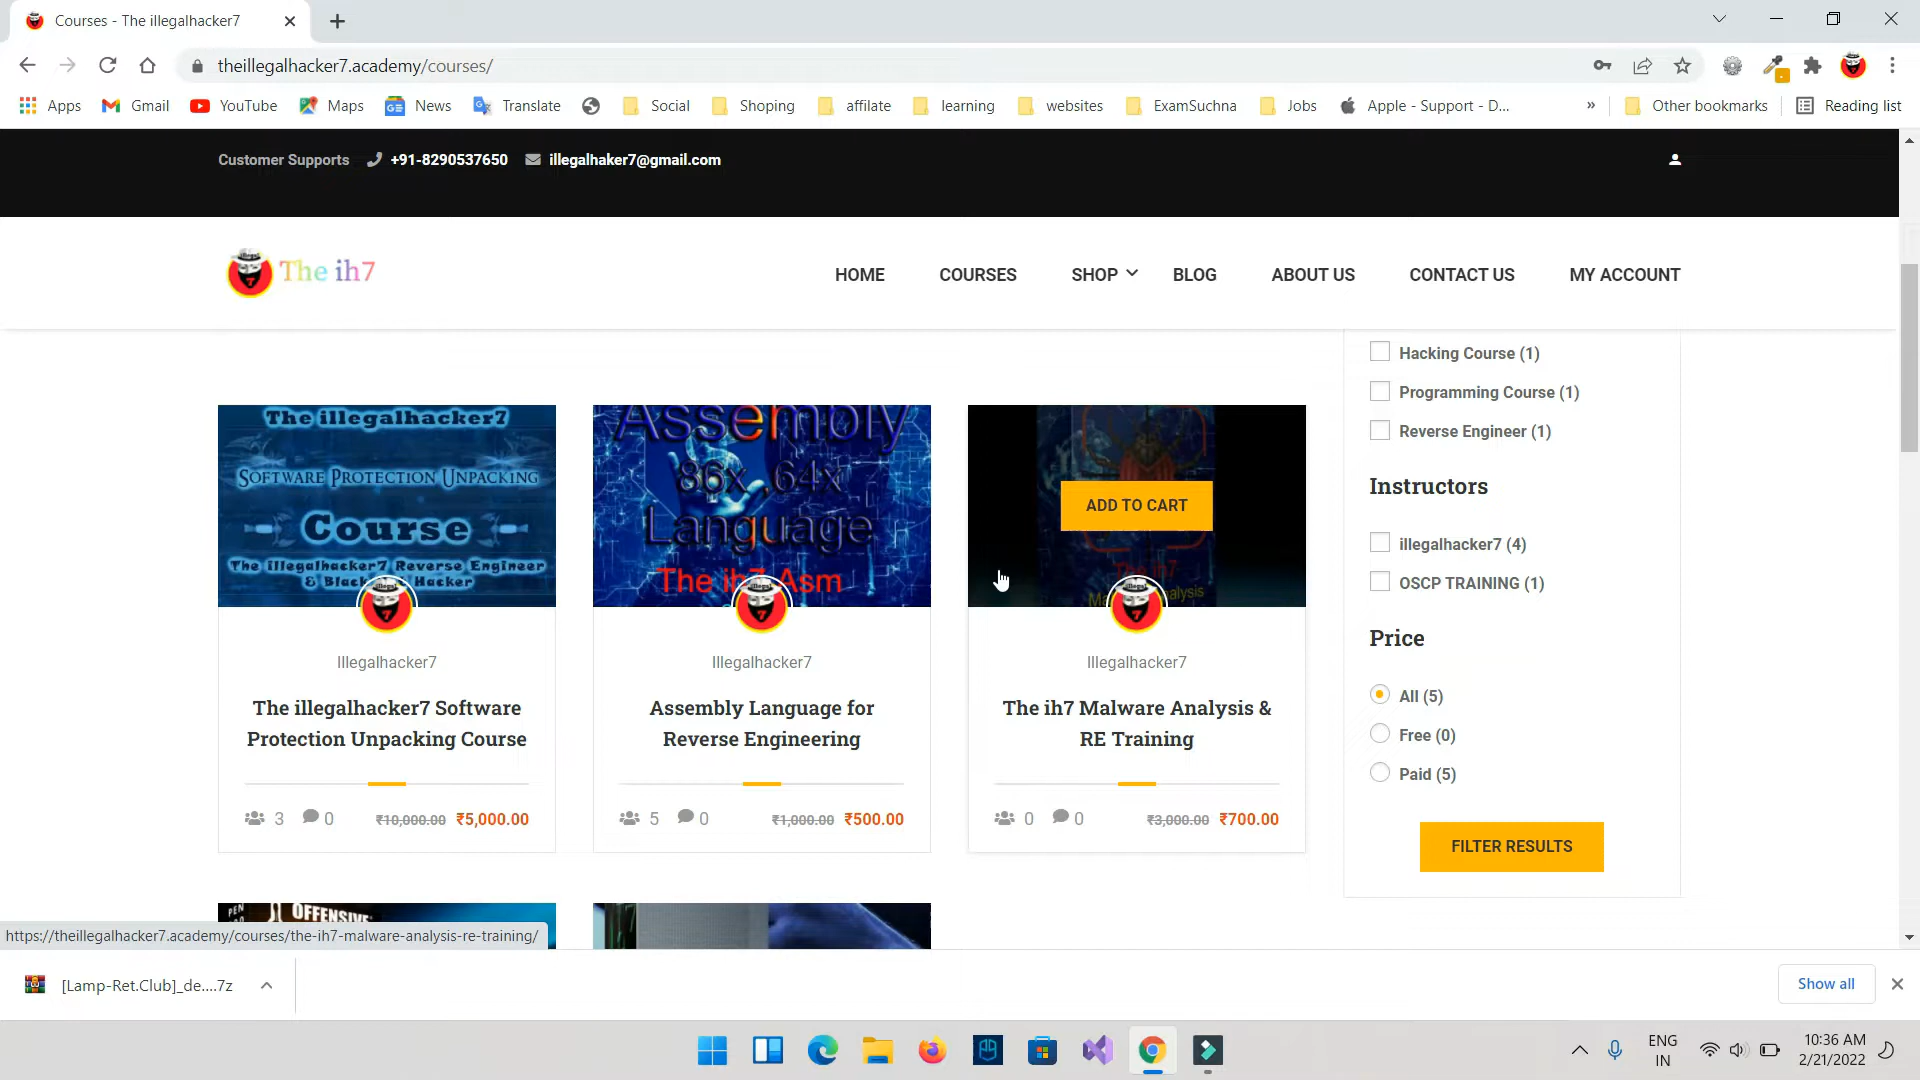 Courses - The illegalhacker7
theillegalhacker7.academy/courses/
Apps Gmail YouTube Maps News Translate Social Shoping affilate learning websites ExamSuchna Jobs Apple - Support - D... » Other bookmarks Reading list
Customer Supports +91-8290537650 illegalhaker7@gmail.com
The ih7
HOME COURSES SHOP BLOG ABOUT US CONTACT US MY ACCOUNT
Hacking Course (1)
Programming Course (1)
Reverse Engineer (1)
Instructors
illegalhacker7 (4)
OSCP TRAINING (1)
Price
All (5)
Free (0)
Paid (5)
FILTER RESULTS
The illegalhacker7
Software Protection Unpacking
Course
The illegalhacker7 Reverse Engineer
Illegalhacker7
The illegalhacker7 Software
Protection Unpacking Course
3 0 ₹10,000.00 ₹5,000.00
Assembly
86x ,64x
Language
The ih7 Asm
Illegalhacker7
Assembly Language for
Reverse Engineering
5 0 ₹1,000.00 ₹500.00
ADD TO CART
The ih7
Illegalhacker7
The ih7 Malware Analysis &
RE Training
0 0 ₹3,000.00 ₹700.00
PEN
OFFENSIVE
https://theillegalhacker7.academy/courses/the-ih7-malware-analysis-re-training/
[Lamp-Ret.Club]_de....7z
Show all
ENG
IN
10:36 AM
2/21/2022